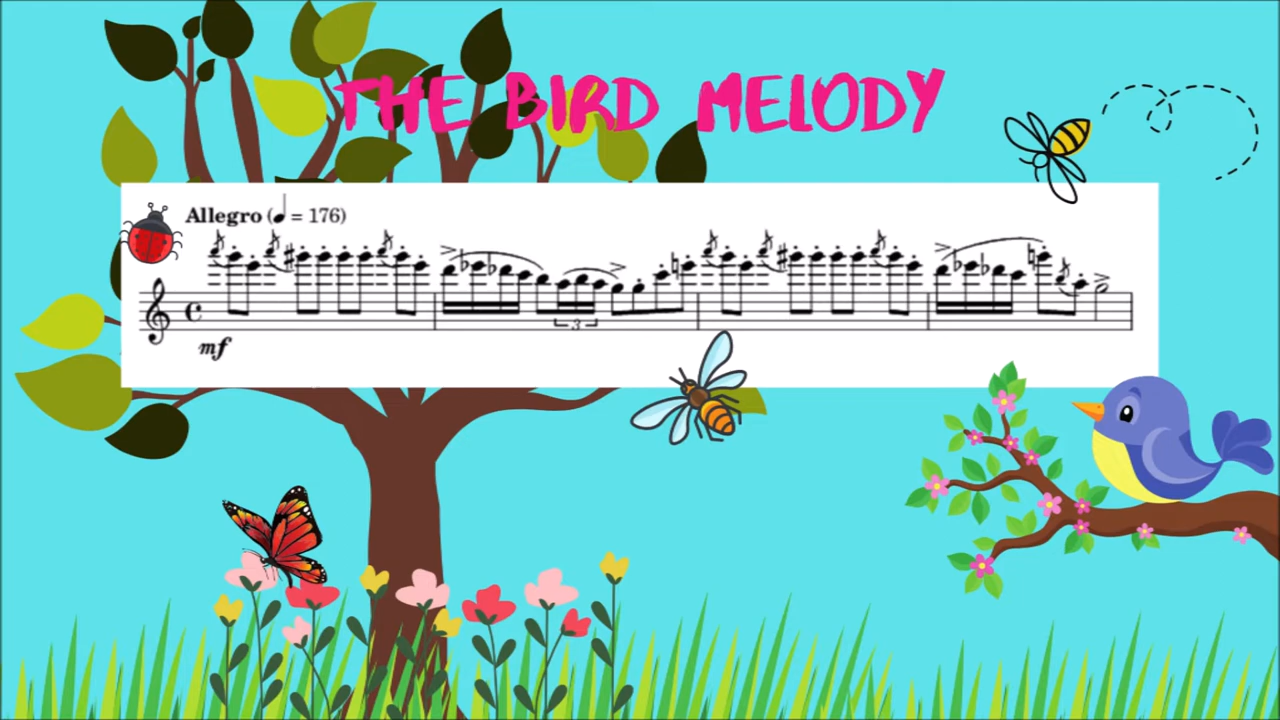 THE BIRD MELODY
Allegro (♩ = 176)
3
mf